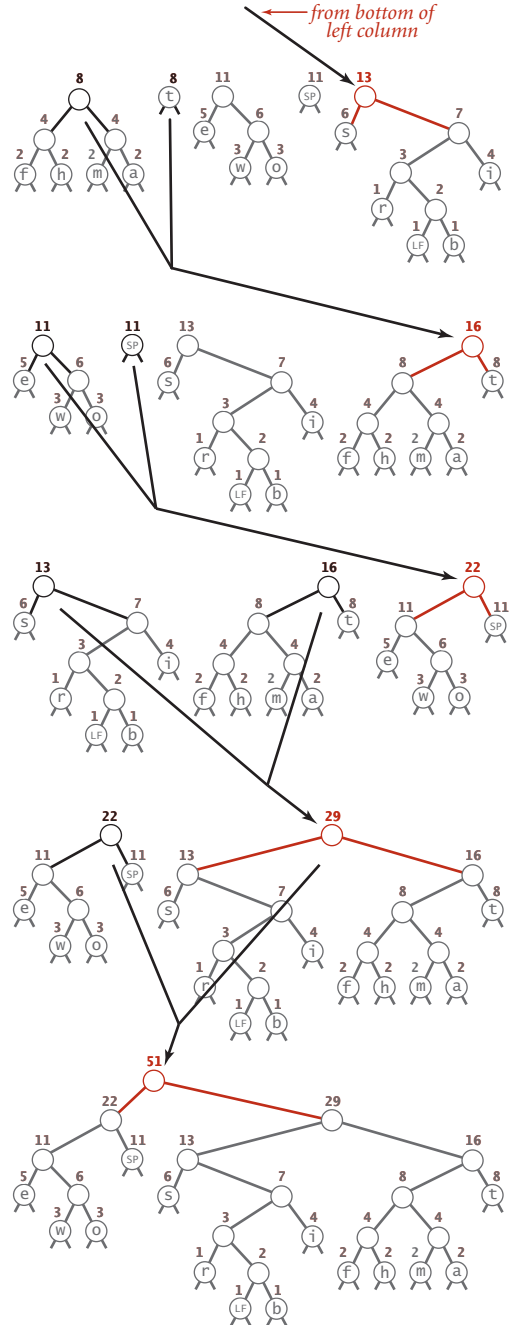 from bottom of
left column
8 8 11 11 13
t SP
4 4 5 6 6 7
e s
2 2 2 2 3 3 3 4
f h m a w o i
1 2
r
1 1
LF b
11 11 13 16
SP
5 6 6 7 8 8
e s t
3 3 3 4 4 4
w o i
1 2 2 2 2 2
r f h m a
1 1
LF b
13 16 22
6 7 8 8 11 11
s t SP
3 4 4 4 5 6
i e
1 2 2 2 2 2 3 3
r f h m a w o
1 1
LF b
22 29
11 11 13 16
SP
5 6 6 7 8 8
e s t
3 3 3 4 4 4
w o i
1 2 2 2 2 2
r f h m a
1 1
LF b
51
22 29
11 11 13 16
SP
5 6 6 7 8 8
e s t
3 3 3 4 4 4
w o i
1 2 2 2 2 2
r f h m a
1 1
LF b